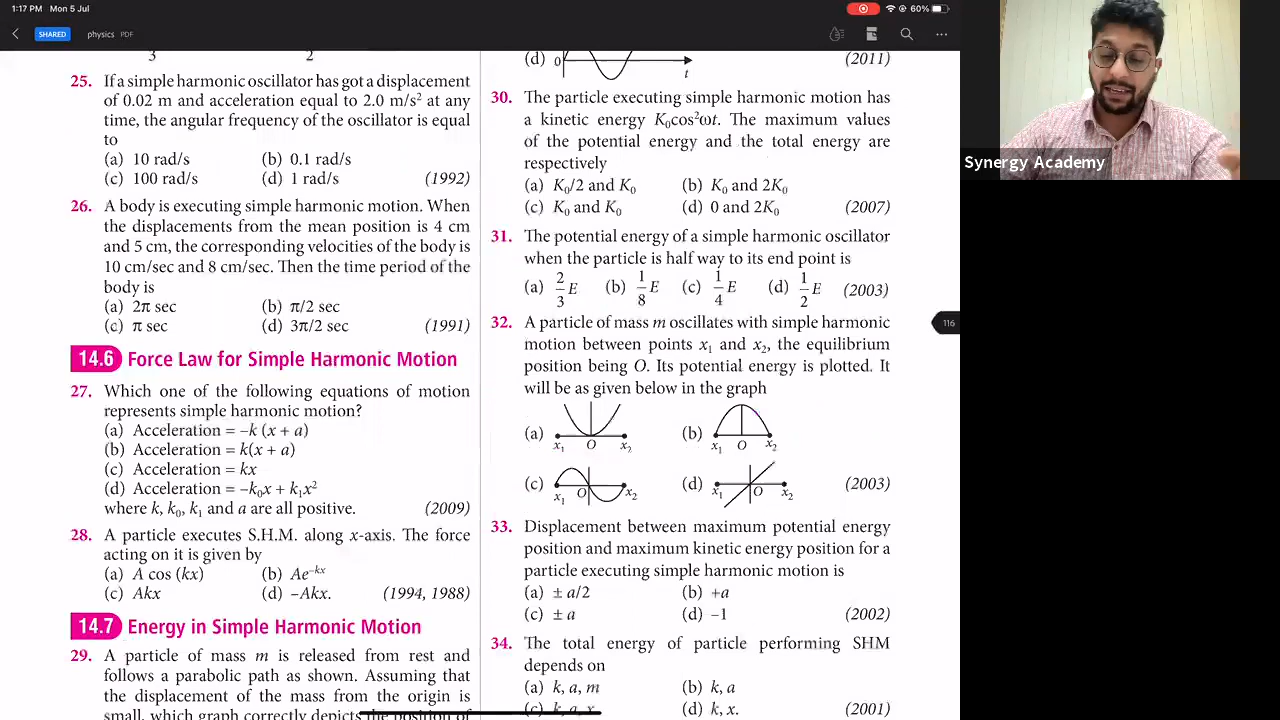 1:17 PM Mon 5 Jul
60%
SHARED
physics PDF
3 2
25. If a simple harmonic oscillator has got a displacement
of 0.02 m and acceleration equal to 2.0 m/s² at any
time, the angular frequency of the oscillator is equal
to
(a) 10 rad/s (b) 0.1 rad/s
(c) 100 rad/s (d) 1 rad/s (1992)
26. A body is executing simple harmonic motion. When
the displacements from the mean position is 4 cm
and 5 cm, the corresponding velocities of the body is
10 cm/sec and 8 cm/sec. Then the time period of the
body is
(a) 2π sec (b) π/2 sec
(c) π sec (d) 3π/2 sec (1991)
14.6 Force Law for Simple Harmonic Motion
27. Which one of the following equations of motion
represents simple harmonic motion?
(a) Acceleration = –k (x + a)
(b) Acceleration = k(x + a)
(c) Acceleration = kx
(d) Acceleration = –k₀x + k₁x²
where k, k₀, k₁ and a are all positive. (2009)
28. A particle executes S.H.M. along x-axis. The force
acting on it is given by
(a) A cos (kx) (b) Ae⁻ᵏˣ
(c) Akx (d) –Akx. (1994, 1988)
14.7 Energy in Simple Harmonic Motion
29. A particle of mass m is released from rest and
follows a parabolic path as shown. Assuming that
the displacement of the mass from the origin is
small, which graph correctly depicts the position of
(d) 0 t (2011)
30. The particle executing simple harmonic motion has
a kinetic energy K₀cos²ωt. The maximum values
of the potential energy and the total energy are
respectively
(a) K₀/2 and K₀ (b) K₀ and 2K₀
(c) K₀ and K₀ (d) 0 and 2K₀ (2007)
31. The potential energy of a simple harmonic oscillator
when the particle is half way to its end point is
(a) 2/3 E (b) 1/8 E (c) 1/4 E (d) 1/2 E (2003)
32. A particle of mass m oscillates with simple harmonic
motion between points x₁ and x₂, the equilibrium
position being O. Its potential energy is plotted. It
will be as given below in the graph
(a) x₁ O x₂ (b) x₁ O x₂
(c) x₁ O x₂ (d) x₁ O x₂ (2003)
33. Displacement between maximum potential energy
position and maximum kinetic energy position for a
particle executing simple harmonic motion is
(a) ± a/2 (b) +a
(c) ± a (d) –1 (2002)
34. The total energy of particle performing SHM
depends on
(a) k, a, m (b) k, a
(c) k, a, x (d) k, x. (2001)
116
Synergy Academy